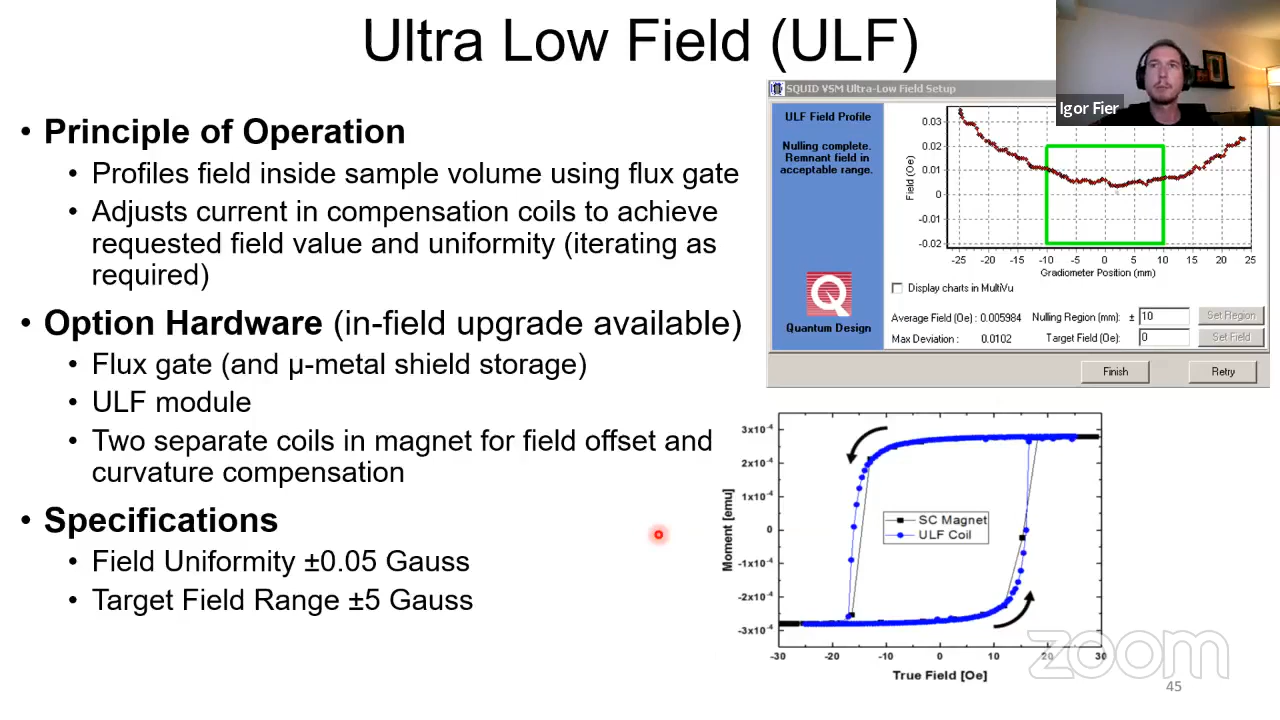 Ultra Low Field (ULF)
Igor Fier
• Principle of Operation
• Profiles field inside sample volume using flux gate
• Adjusts current in compensation coils to achieve
requested field value and uniformity (iterating as
required)
• Option Hardware (in-field upgrade available)
• Flux gate (and µ-metal shield storage)
• ULF module
• Two separate coils in magnet for field offset and
curvature compensation
• Specifications
• Field Uniformity ±0.05 Gauss
• Target Field Range ±5 Gauss
SQUID VSM Ultra-Low Field Setup
ULF Field Profile
Nulling complete.
Remnant field in
acceptable range.
Quantum Design
Field (Oe)
0.03
0.02
0.01
0
-0.01
-0.02
-25 -20 -15 -10 -5 0 5 10 15 20 25
Gradiometer Position (mm)
Display charts in MultiVu
Average Field (Oe) : 0.005984 Nulling Region (mm): ± 10 Set Region
Max Deviation : 0.0102 Target Field (Oe): 0 Set Field
Finish Retry
Moment [emu]
3x10⁻⁴
2x10⁻⁴
1x10⁻⁴
0
-1x10⁻⁴
-2x10⁻⁴
-3x10⁻⁴
SC Magnet
ULF Coil
-30 -20 -10 0 10 20 30
True Field [Oe]
zoom
45